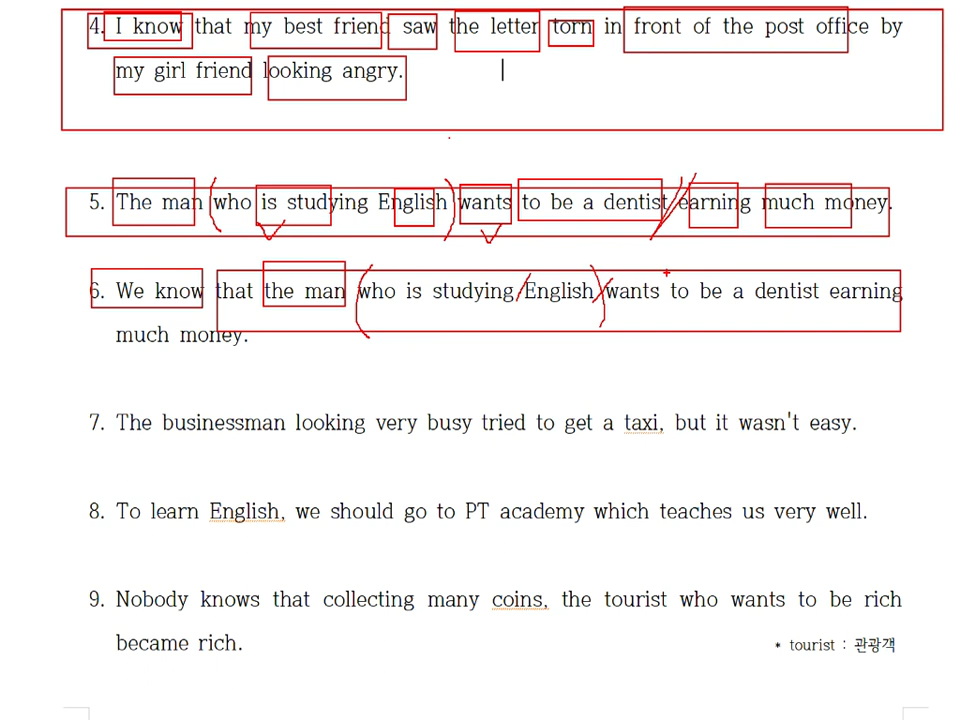 4. I know that my best friend saw the letter torn in front of the post office by
my girl friend looking angry.
5. The man who is studying English wants to be a dentist earning much money.
6. We know that the man who is studying English wants to be a dentist earning
much money.
7. The businessman looking very busy tried to get a taxi, but it wasn't easy.
8. To learn English, we should go to PT academy which teaches us very well.
9. Nobody knows that collecting many coins, the tourist who wants to be rich
became rich.
* tourist : 관광객